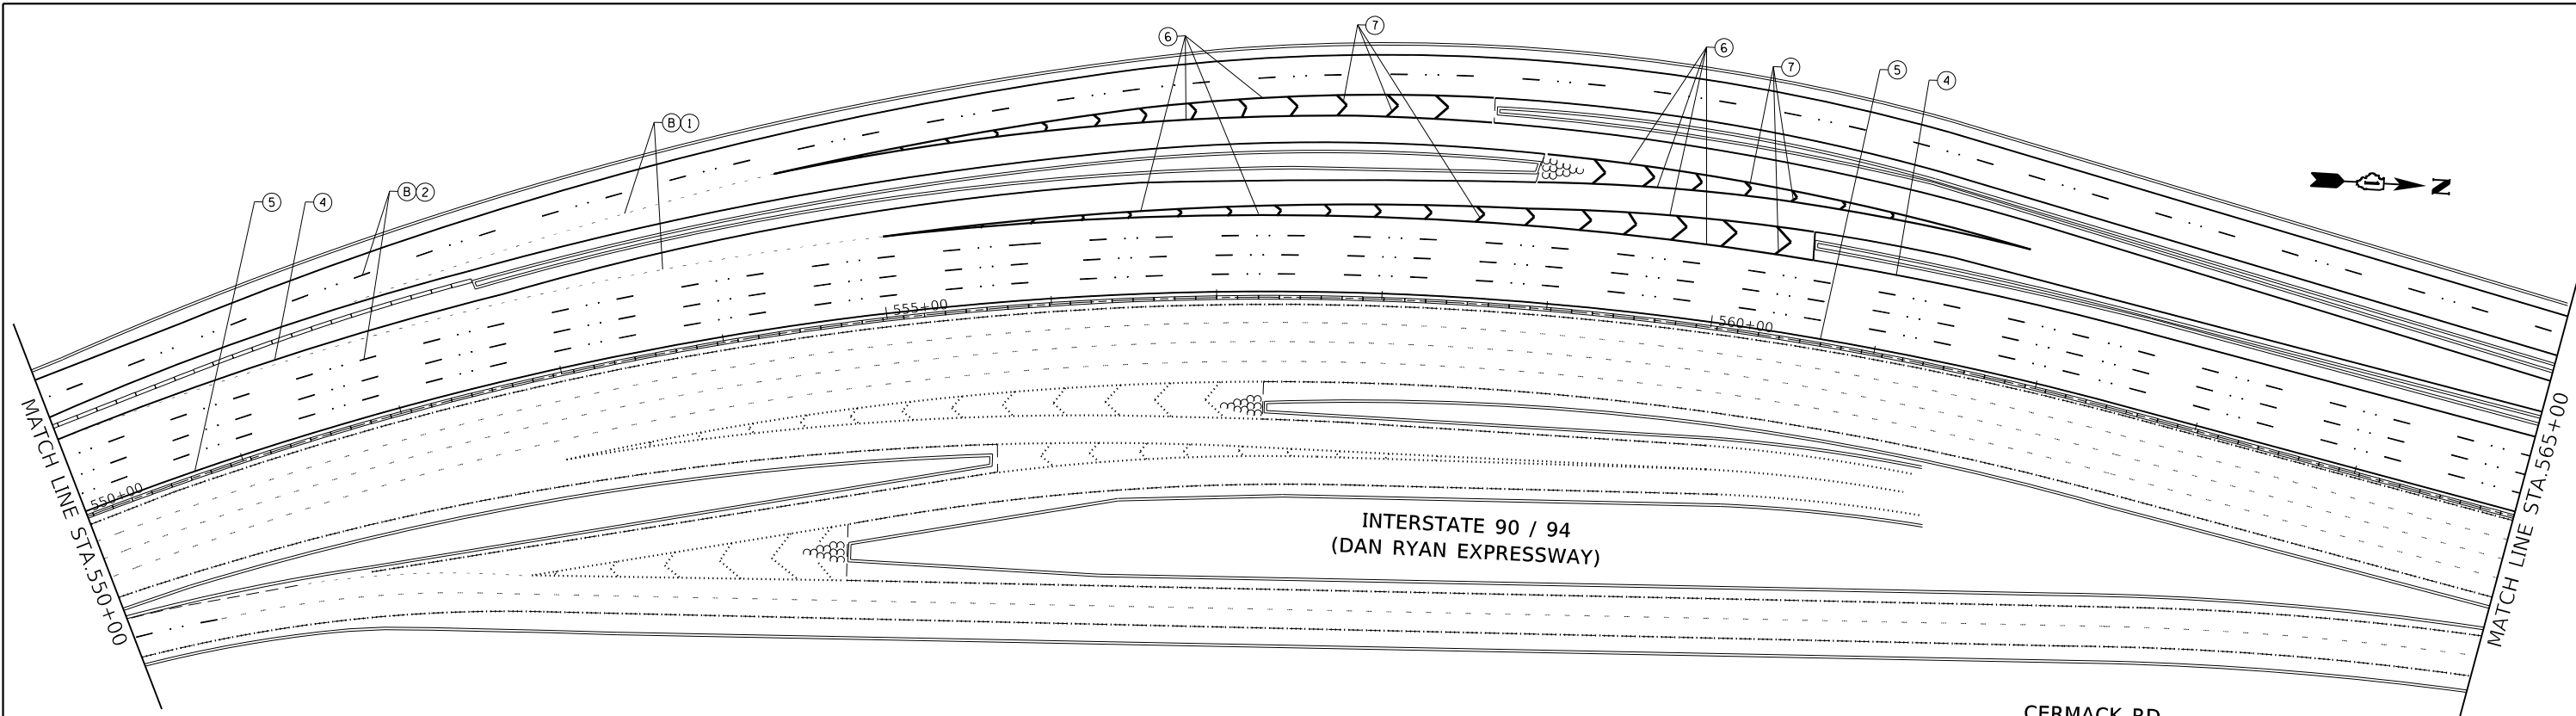 6
7
6
7
5
4
B 1
B 2
5
4
N
555+00
560+00
550+00
MATCH LINE STA.550+00
MATCH LINE STA.565+00
INTERSTATE 90 / 94
(DAN RYAN EXPRESSWAY)
CERMACK RD